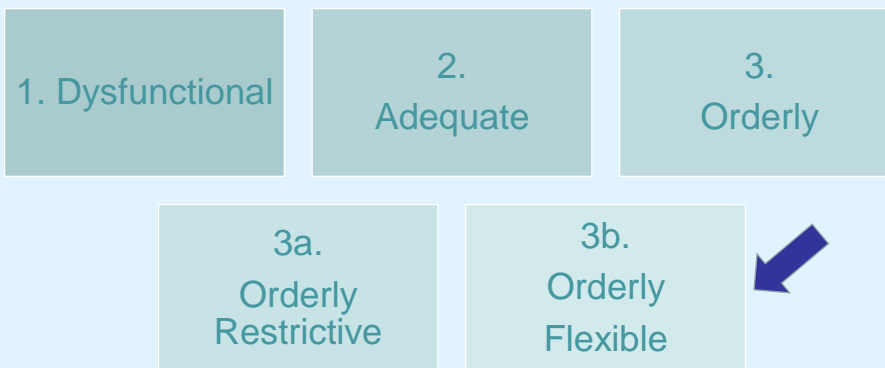 1. Dysfunctional
2.
Adequate
3.
Orderly
3a.
Orderly
Restrictive
3b.
Orderly
Flexible